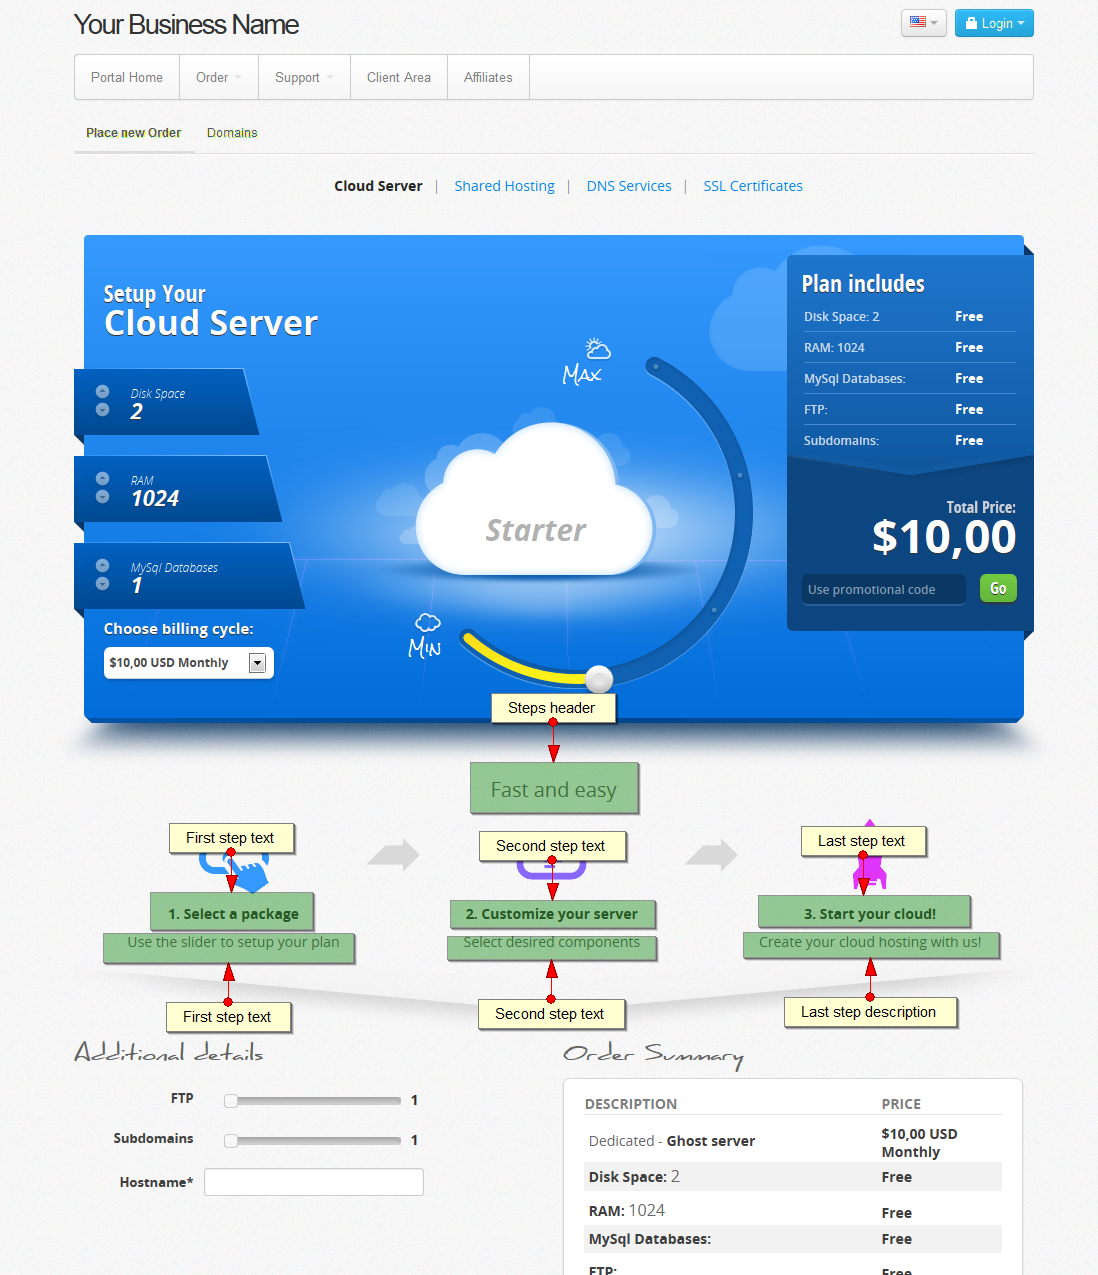 Your Business Name
Login
Portal Home
Order
Support
Client Area
Affiliates
Place new Order
Domains
Cloud Server | Shared Hosting | DNS Services | SSL Certificates
Setup Your
Cloud Server
Disk Space
2
RAM
1024
MySql Databases
1
Choose billing cycle:
$10,00 USD Monthly
Max
Starter
Min
Plan includes
Disk Space: 2 Free
RAM: 1024 Free
MySql Databases: Free
FTP: Free
Subdomains: Free
Total Price:
$10,00
Use promotional code
Go
Steps header
Fast and easy
First step text
1. Select a package
Use the slider to setup your plan
First step text
Second step text
2. Customize your server
Select desired components
Second step text
Last step text
3. Start your cloud!
Create your cloud hosting with us!
Last step description
Additional details
FTP 1
Subdomains 1
Hostname*
Order Summary
DESCRIPTION PRICE
Dedicated - Ghost server $10,00 USD
Monthly
Disk Space: 2 Free
RAM: 1024 Free
MySql Databases: Free
FTP: Free